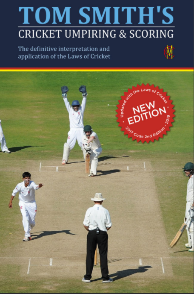 TOM SMITH'S
CRICKET UMPIRING & SCORING
The definitive interpretation and
application of the Laws of Cricket
NEW
EDITION